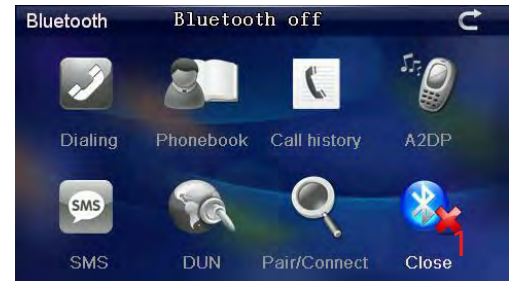 Bluetooth Bluetooth off
Dialing Phonebook Call history A2DP
SMS
SMS DUN Pair/Connect Close
1